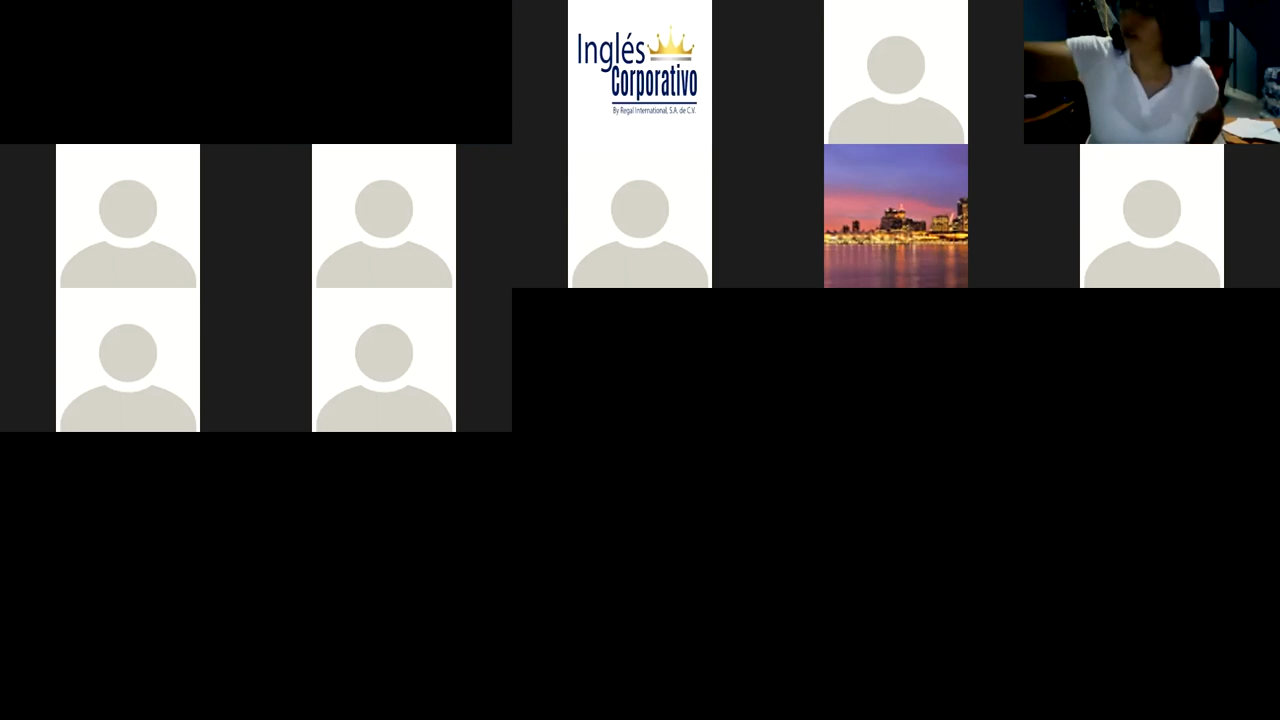 Inglés
Corporativo
By Regal International, S.A. de C.V.